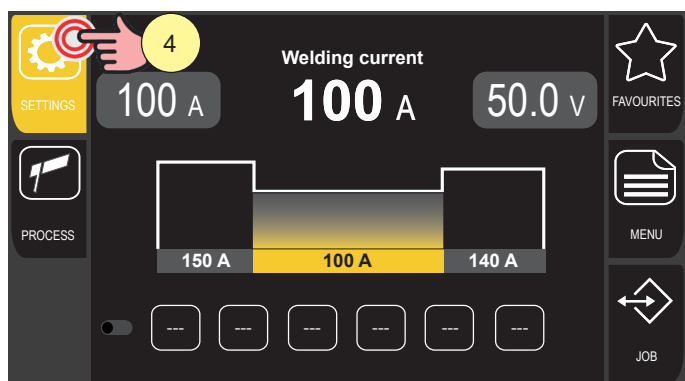 4
Welding current
SETTINGS
100 A
100 A
50.0 V
FAVOURITES
PROCESS
MENU
150 A
100 A
140 A
---
---
---
---
---
---
JOB